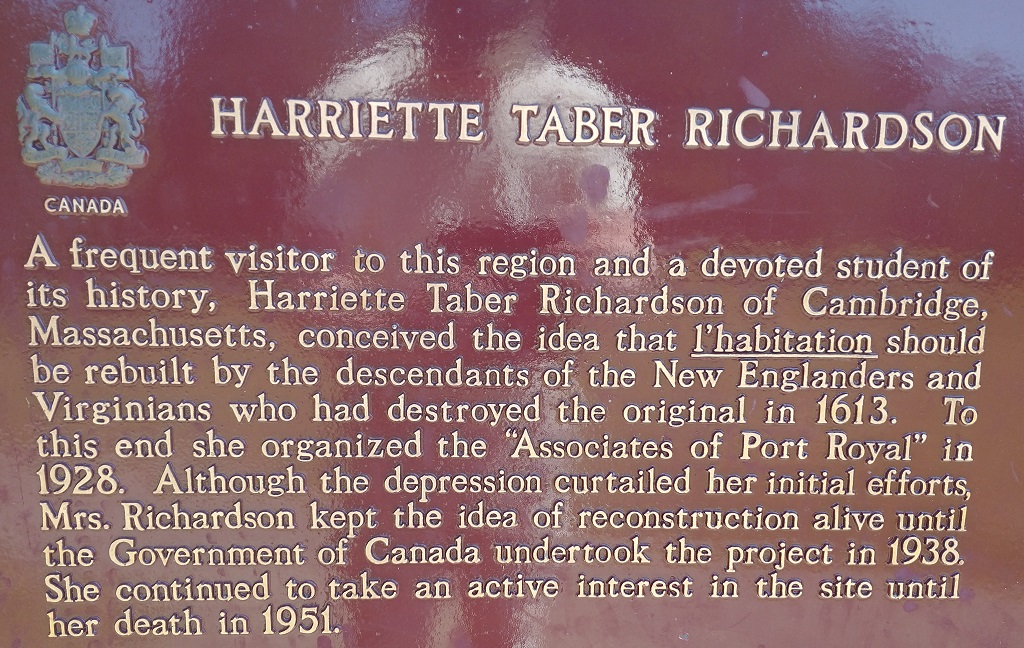 CANADA
HARRIETTE TABER RICHARDSON
A frequent visitor to this region and a devoted student of
its history, Harriette Taber Richardson of Cambridge,
Massachusetts, conceived the idea that l'habitation should
be rebuilt by the descendants of the New Englanders and
Virginians who had destroyed the original in 1613. To
this end she organized the "Associates of Port Royal" in
1928. Although the depression curtailed her initial efforts,
Mrs. Richardson kept the idea of reconstruction alive until
the Government of Canada undertook the project in 1938.
She continued to take an active interest in the site until
her death in 1951.